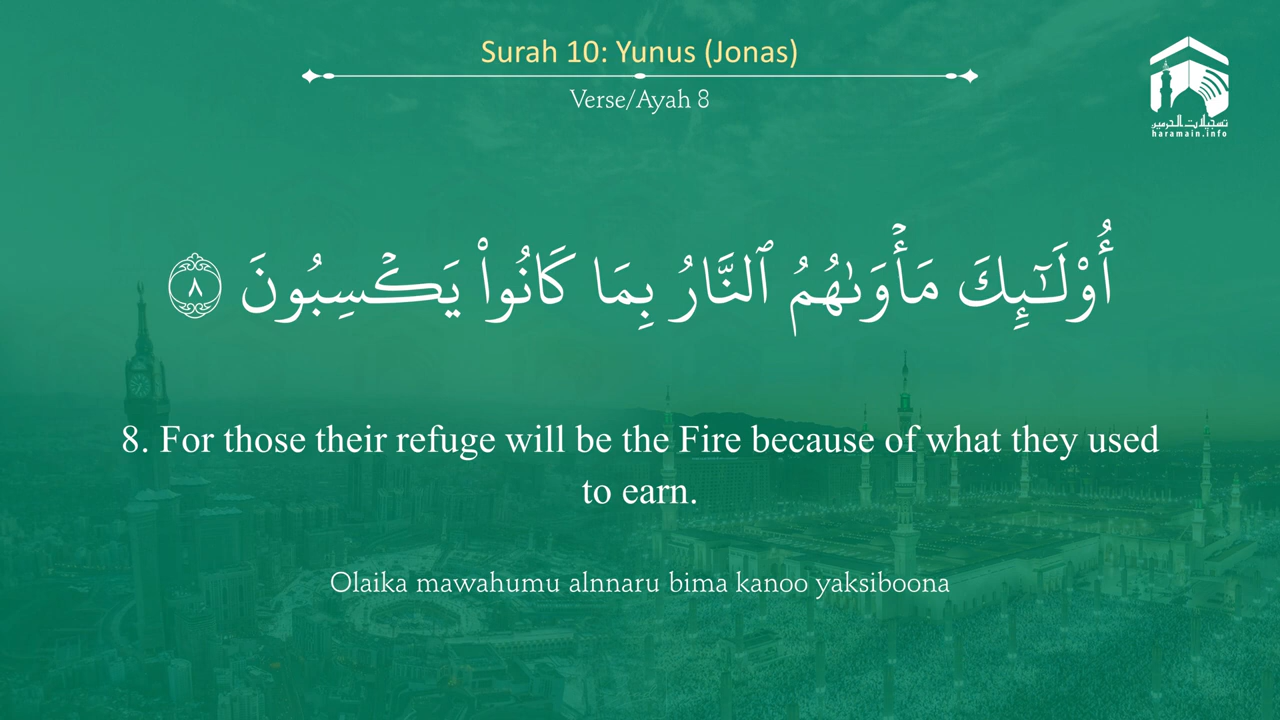 Surah 10: Yunus (Jonas)
Verse/Ayah 8
تسجيلات الحرمين
haramain.info
أُو۟لَـٰٓئِكَ مَأۡوَىٰهُمُ ٱلنَّارُ بِمَا كَانُوا۟ يَكۡسِبُونَ ٨
8. For those their refuge will be the Fire because of what they used
to earn.
Olaika mawahumu alnnaru bima kanoo yaksiboona